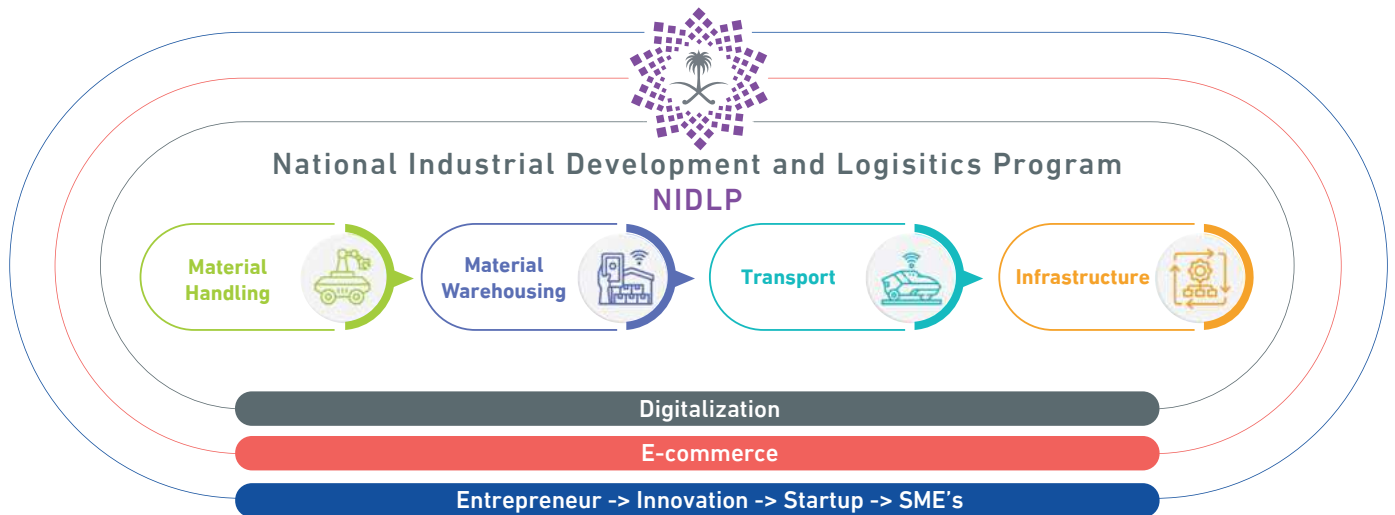 National Industrial Development and Logisitics Program
NIDLP
Material
Handling
Material
Warehousing
Transport
Infrastructure
Digitalization
E-commerce
Entrepreneur -> Innovation -> Startup -> SME's